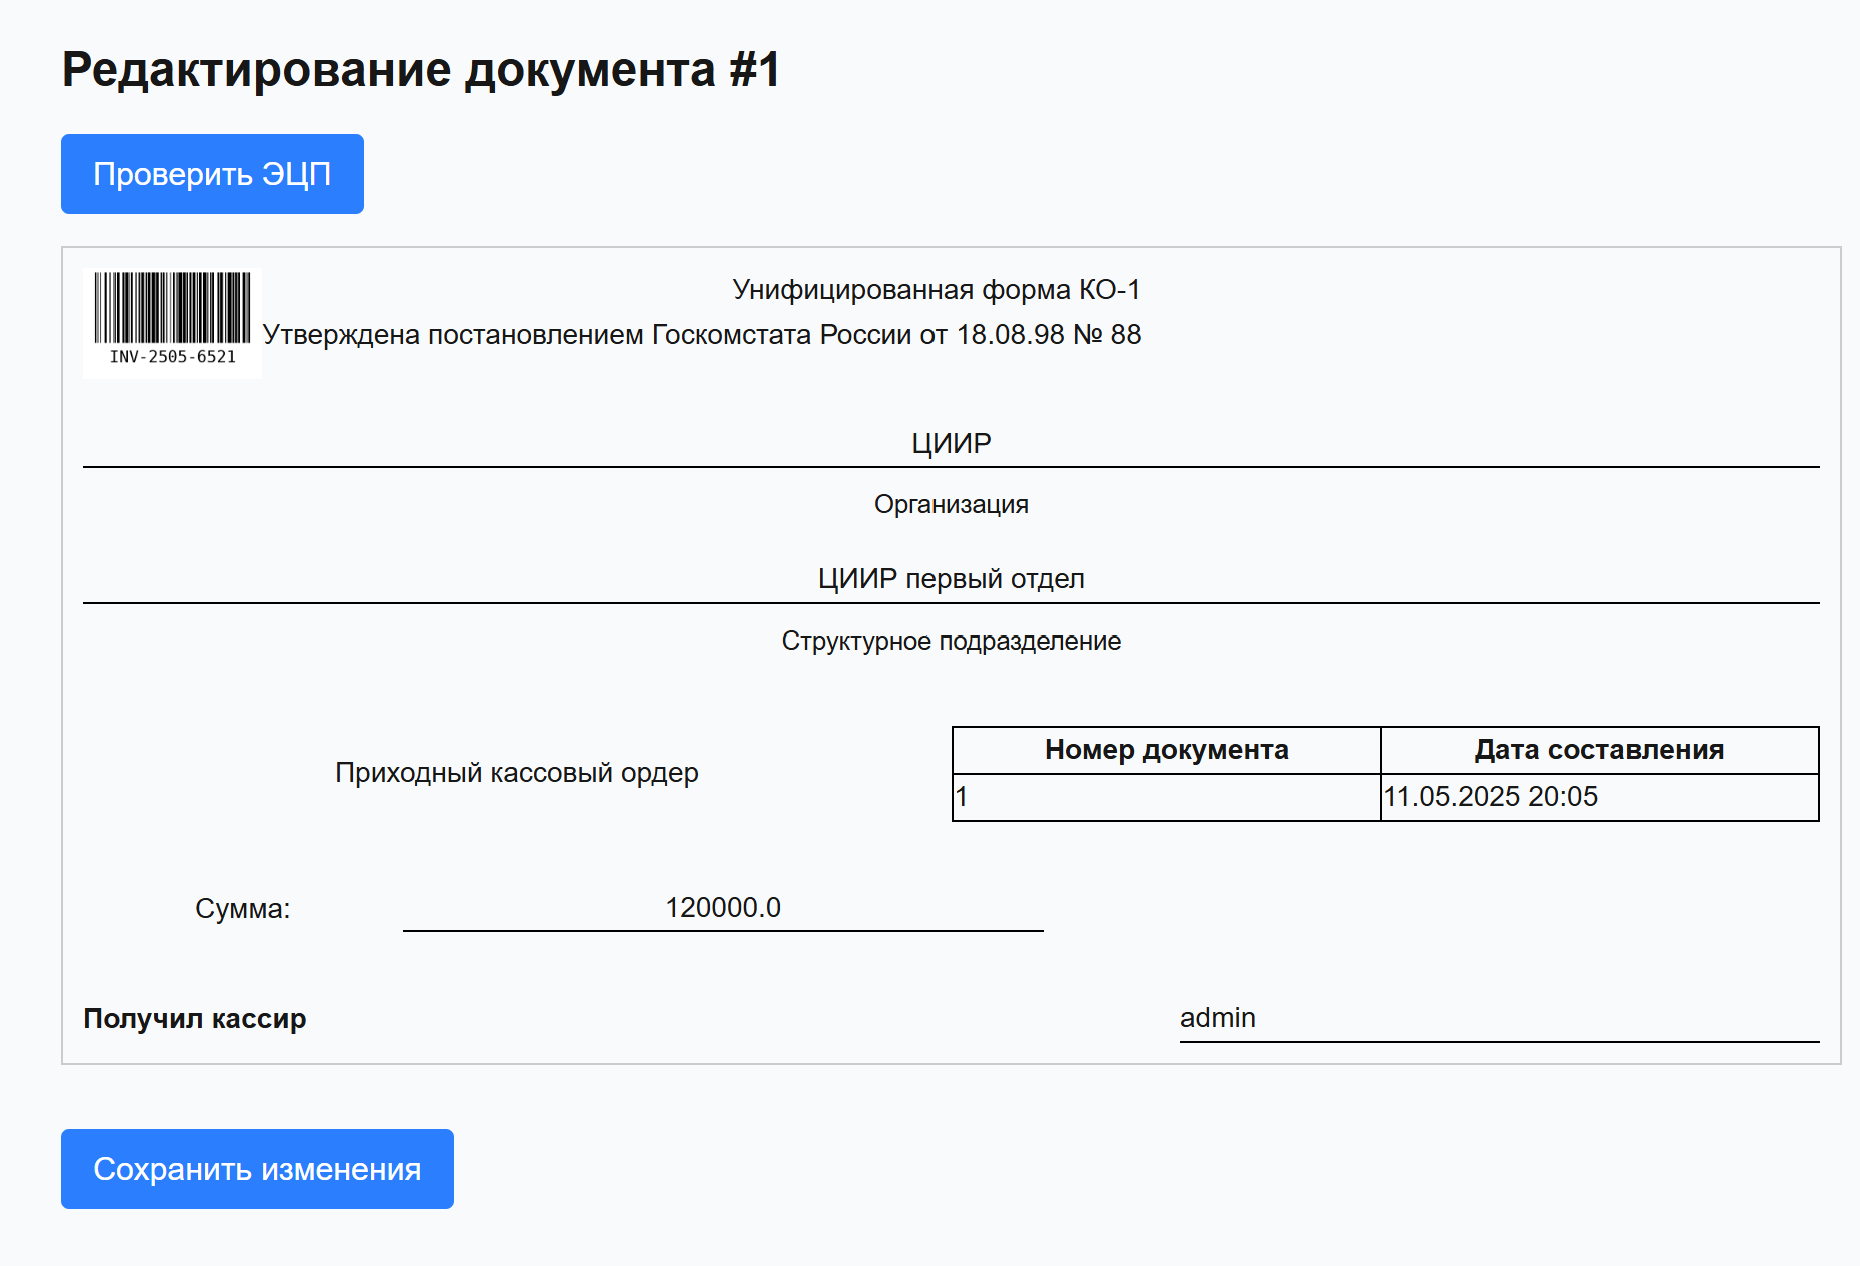 Редактирование документа #1
Проверить ЭЦП
Унифицированная форма КО-1
Утверждена постановлением Госкомстата России от 18.08.98 № 88
INV-2505-6521
ЦИИР
Организация
ЦИИР первый отдел
Структурное подразделение
Приходный кассовый ордер
Номер документа Дата составления
1 11.05.2025 20:05
Сумма: 120000.0
Получил кассир admin
Сохранить изменения